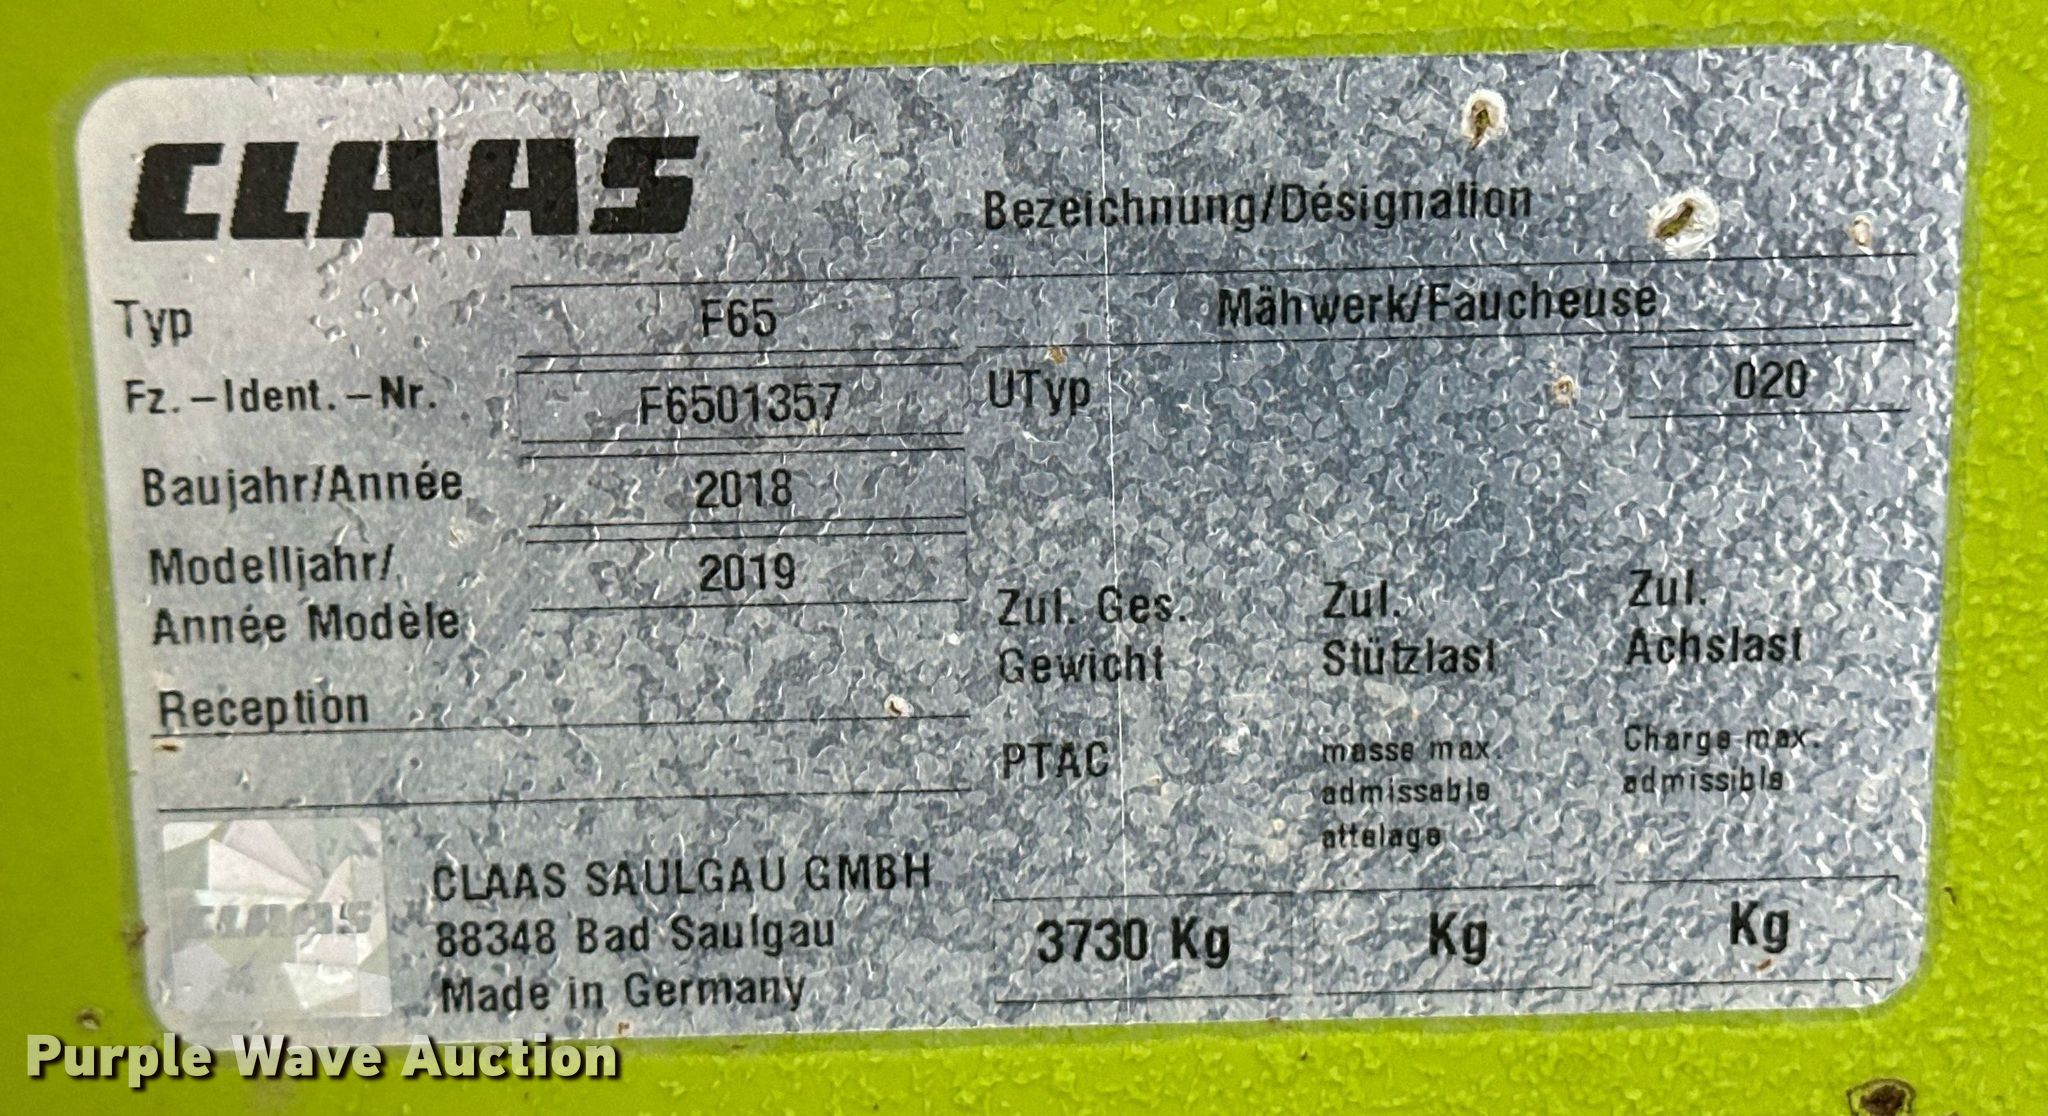 CLAAS
Bezeichnung/Désignation
Typ F65 Mähwerk/Faucheuse
Fz.-Ident.-Nr. F6501357 UTyp 020
Baujahr/Année 2018
Modelljahr/
Année Modèle 2019
Reception
Zul. Ges.
Gewicht
PTAC
3730 Kg
Zul.
Stützlast
masse max.
admissable
attelage
Kg
Zul.
Achslast
Charge max.
admissible
Kg
CLAAS
CLAAS SAULGAU GMBH
88348 Bad Saulgau
Made in Germany
Purple Wave Auction